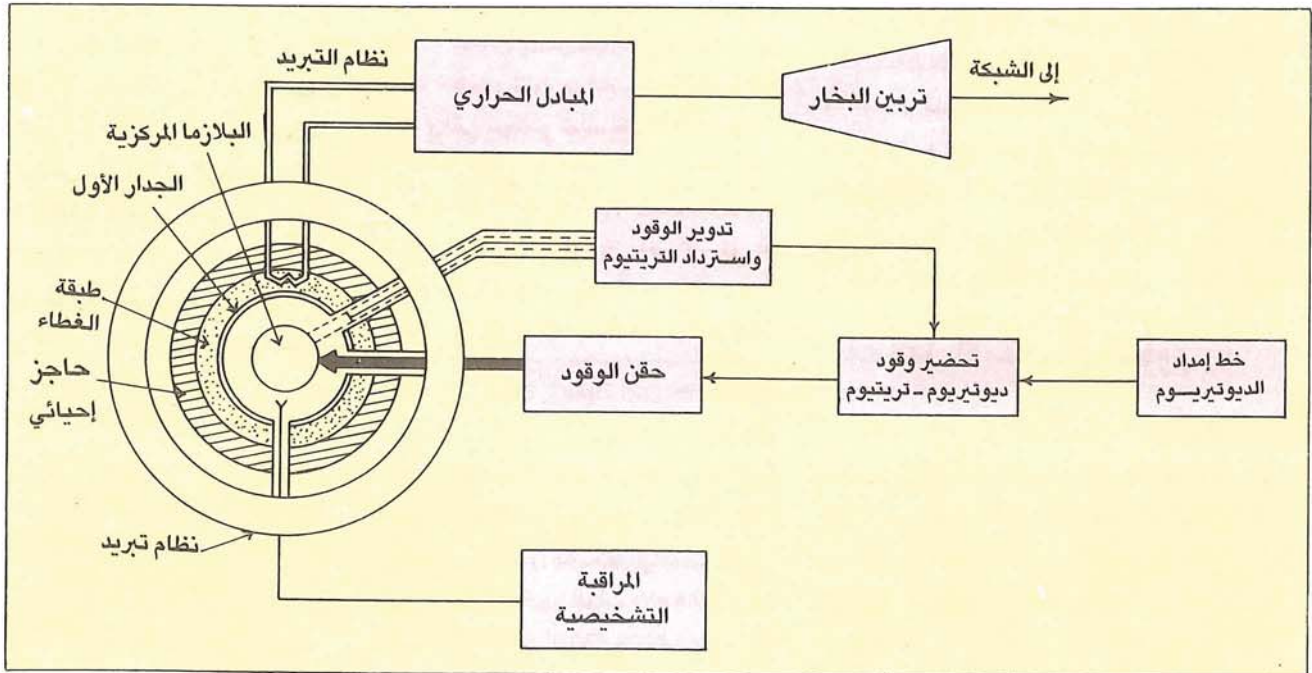 نظام التبريد
المبادل الحراري
تربين البخار
إلى الشبكة
البلازما المركزية
الجدار الأول
طبقة
الغطاء
حاجز
إحيائي
نظام تبريد
تدوير الوقود
واسترداد التريتيوم
حقن الوقود
تحضير وقود
ديوتيريوم - تريتيوم
خط إمداد
الديوتيريـــوم
المراقبة
التشخيصية